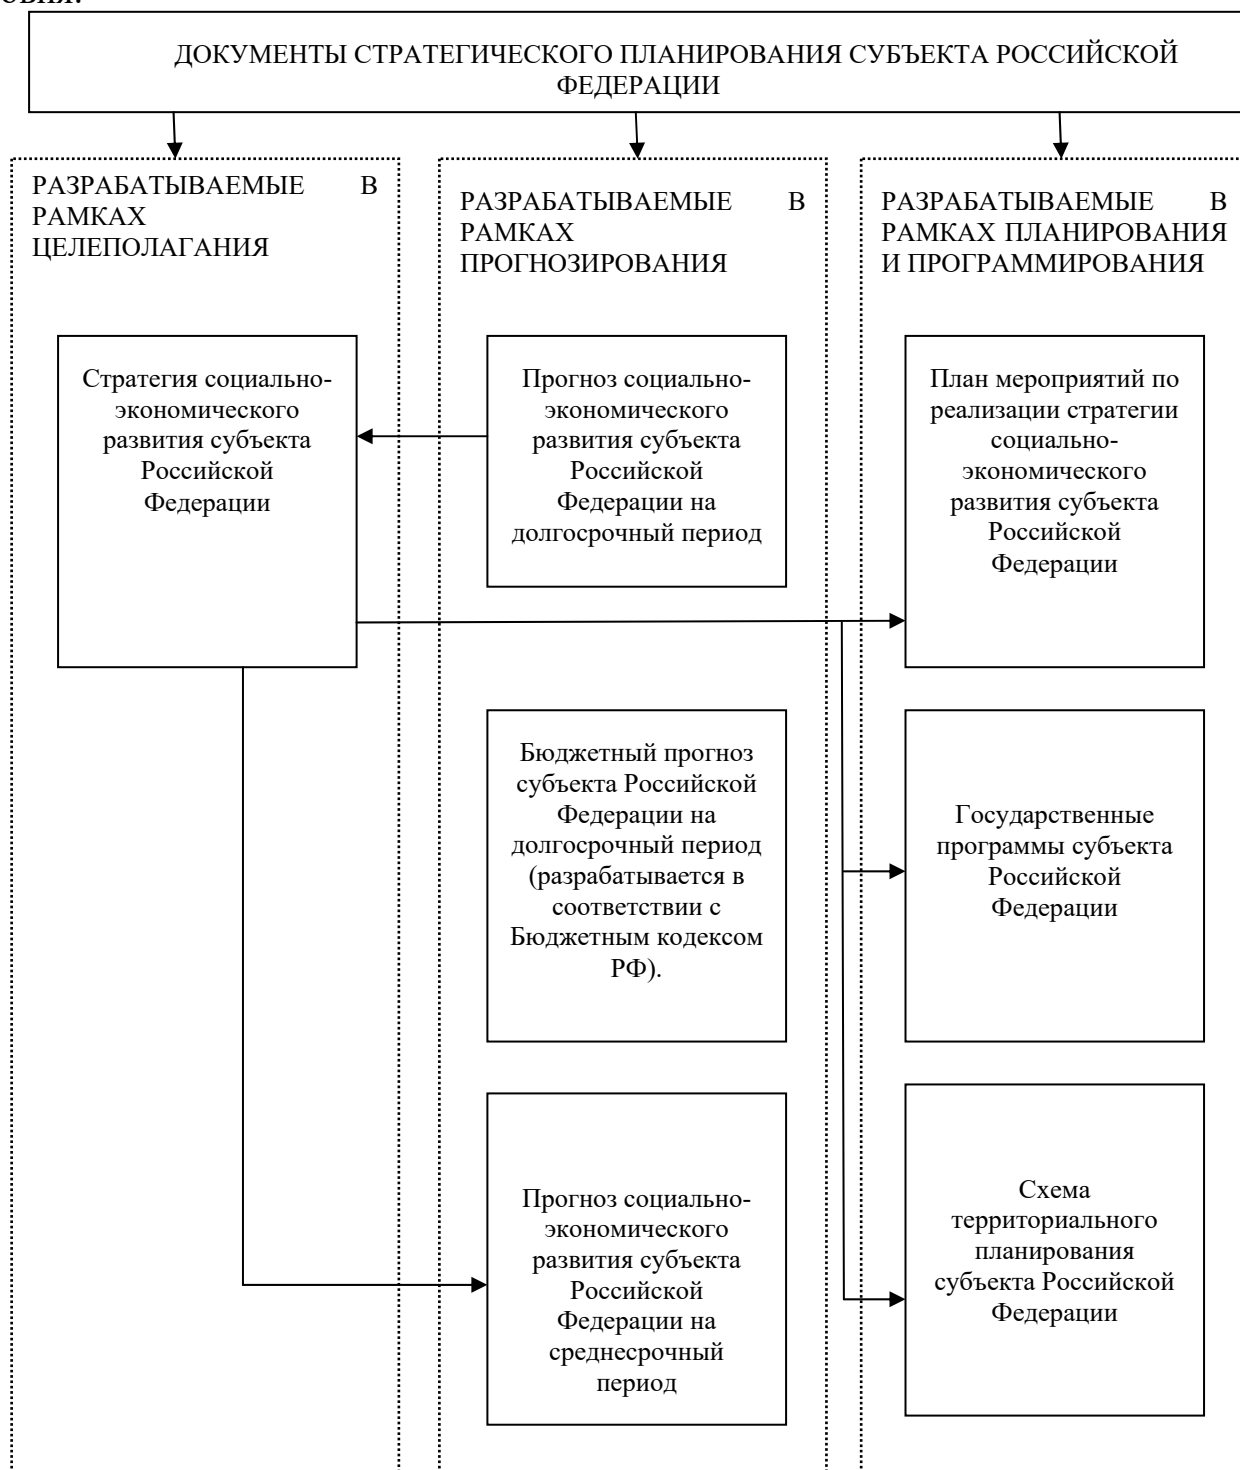 ДОКУМЕНТЫ СТРАТЕГИЧЕСКОГО ПЛАНИРОВАНИЯ СУБЪЕКТА РОССИЙСКОЙ
ФЕДЕРАЦИИ
РАЗРАБАТЫВАЕМЫЕ В
РАМКАХ
ЦЕЛЕПОЛАГАНИЯ
РАЗРАБАТЫВАЕМЫЕ В
РАМКАХ
ПРОГНОЗИРОВАНИЯ
РАЗРАБАТЫВАЕМЫЕ В
РАМКАХ ПЛАНИРОВАНИЯ
И ПРОГРАММИРОВАНИЯ
Стратегия социально-
экономического
развития субъекта
Российской
Федерации
Прогноз социально-
экономического
развития субъекта
Российской
Федерации на
долгосрочный период
План мероприятий по
реализации стратегии
социально-
экономического
развития субъекта
Российской
Федерации
Бюджетный прогноз
субъекта Российской
Федерации на
долгосрочный период
(разрабатывается в
соответствии с
Бюджетным кодексом
РФ).
Государственные
программы субъекта
Российской
Федерации
Прогноз социально-
экономического
развития субъекта
Российской
Федерации на
среднесрочный
период
Схема
территориального
планирования
субъекта Российской
Федерации